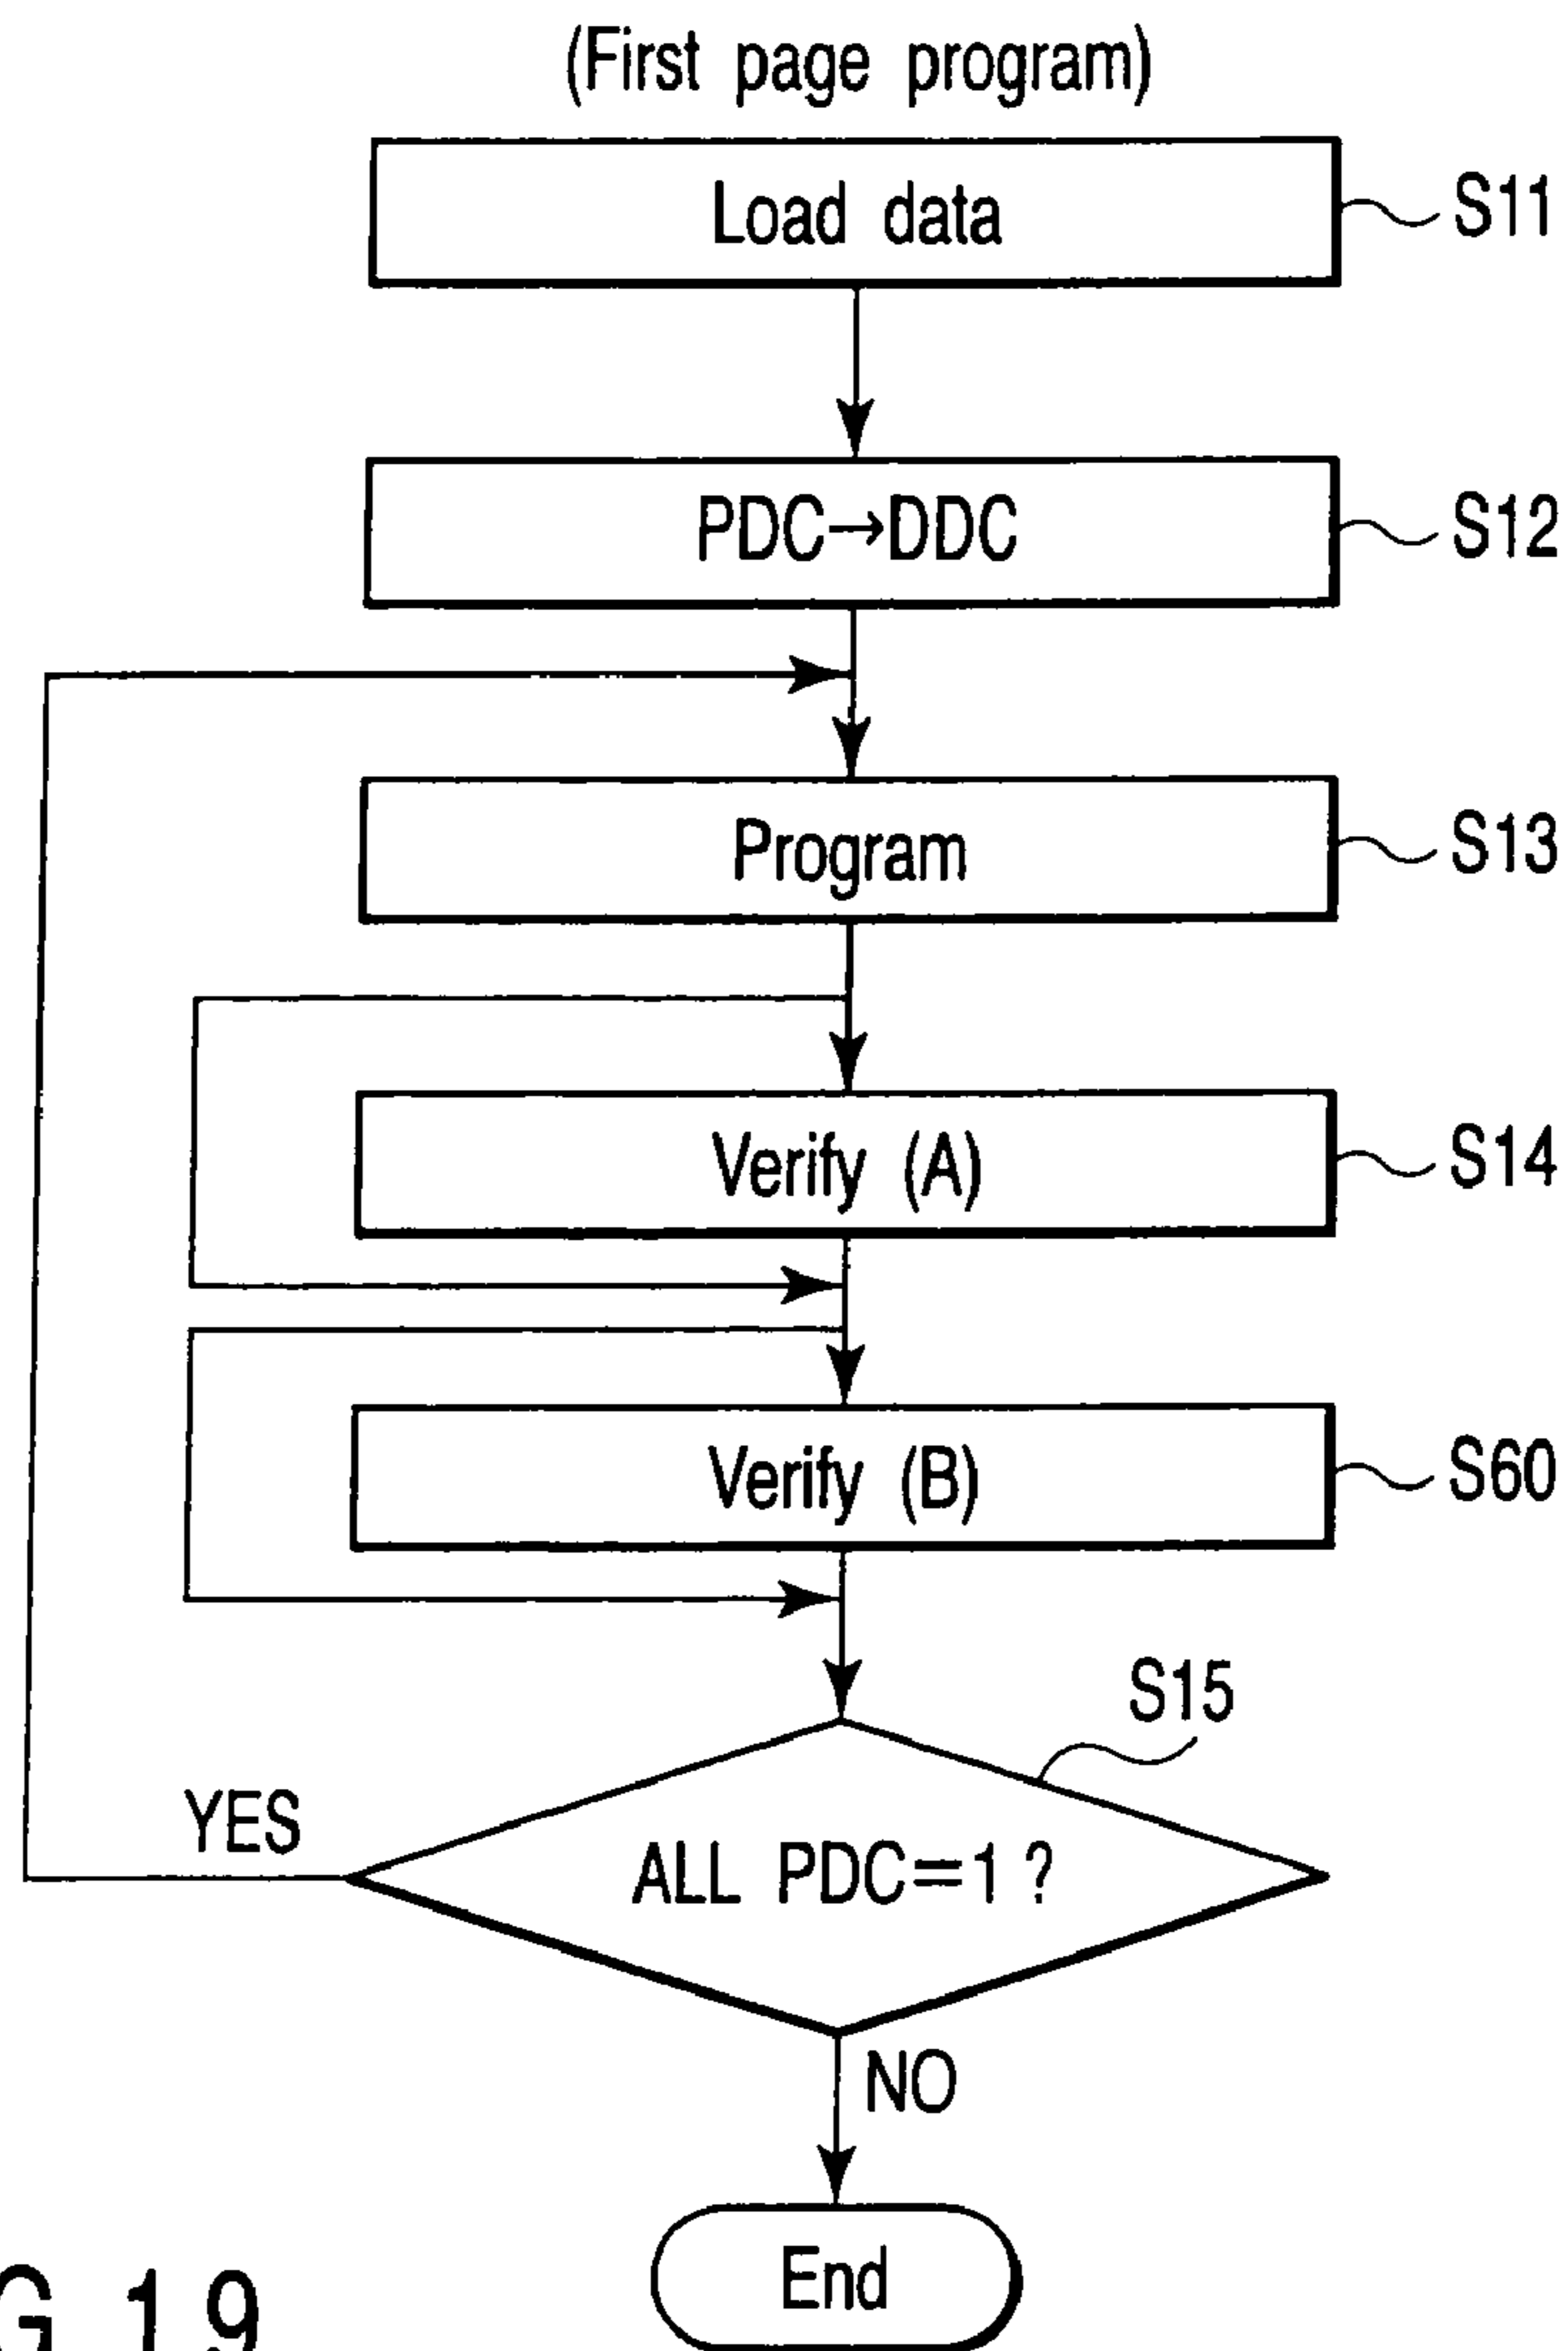 (First page program)
Load data
S11
PDC→DDC
S12
Program
S13
Verify (A)
S14
Verify (B)
S60
S15
YES
ALL PDC=1 ?
NO
End
G 19